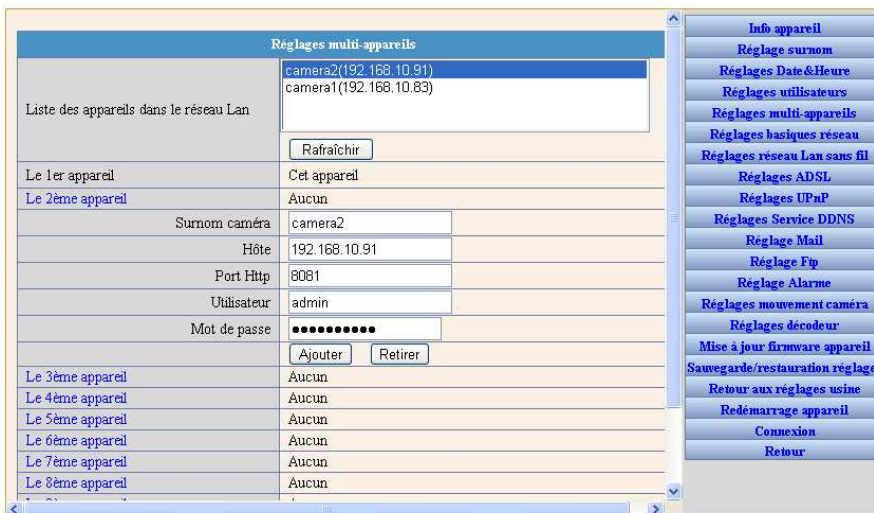 Réglages multi-appareils
Liste des appareils dans le réseau Lan
camera2(192.168.10.91)
camera1(192.168.10.83)
Rafraîchir
Le 1er appareil Cet appareil
Le 2ème appareil Aucun
Surnom caméra camera2
Hôte 192.168.10.91
Port Http 8081
Utilisateur admin
Mot de passe ●●●●●●●●●●
Ajouter Retirer
Le 3ème appareil Aucun
Le 4ème appareil Aucun
Le 5ème appareil Aucun
Le 6ème appareil Aucun
Le 7ème appareil Aucun
Le 8ème appareil Aucun
Info appareil
Réglage surnom
Réglages Date&Heure
Réglages utilisateurs
Réglages multi-appareils
Réglages basiques réseau
Réglages réseau Lan sans fil
Réglages ADSL
Réglages UPnP
Réglages Service DDNS
Réglage Mail
Réglage Ftp
Réglage Alarme
Réglages mouvement caméra
Réglages décodeur
Mise à jour firmware appareil
Sauvegarde/restauration réglage
Retour aux réglages usine
Redémarrage appareil
Connexion
Retour